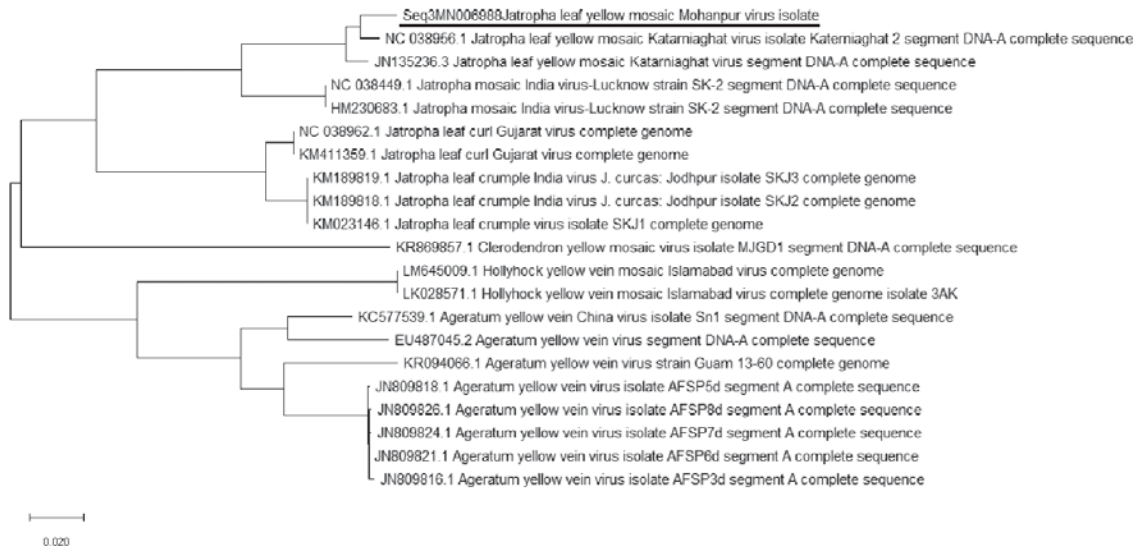 Seq3MN006988Jatropha leaf yellow mosaic Mohanpur virus isolate
NC 038956.1 Jatropha leaf yellow mosaic Katarniaghat virus isolate Katerniaghat 2 segment DNA-A complete sequence
JN135236.3 Jatropha leaf yellow mosaic Katarniaghat virus segment DNA-A complete sequence
NC 038449.1 Jatropha mosaic India virus-Lucknow strain SK-2 segment DNA-A complete sequence
HM230683.1 Jatropha mosaic India virus-Lucknow strain SK-2 segment DNA-A complete sequence
NC 038962.1 Jatropha leaf curl Gujarat virus complete genome
KM411359.1 Jatropha leaf curl Gujarat virus complete genome
KM189819.1 Jatropha leaf crumple India virus J. curcas: Jodhpur isolate SKJ3 complete genome
KM189818.1 Jatropha leaf crumple India virus J. curcas: Jodhpur isolate SKJ2 complete genome
KM023146.1 Jatropha leaf crumple virus isolate SKJ1 complete genome
KR869857.1 Clerodendron yellow mosaic virus isolate MJGD1 segment DNA-A complete sequence
LM645009.1 Hollyhock yellow vein mosaic Islamabad virus complete genome
LK028571.1 Hollyhock yellow vein mosaic Islamabad virus complete genome isolate 3AK
KC577539.1 Ageratum yellow vein China virus isolate Sn1 segment DNA-A complete sequence
EU487045.2 Ageratum yellow vein virus segment DNA-A complete sequence
KR094066.1 Ageratum yellow vein virus strain Guam 13-60 complete genome
JN809818.1 Ageratum yellow vein virus isolate AFSP5d segment A complete sequence
JN809826.1 Ageratum yellow vein virus isolate AFSP8d segment A complete sequence
JN809824.1 Ageratum yellow vein virus isolate AFSP7d segment A complete sequence
JN809821.1 Ageratum yellow vein virus isolate AFSP6d segment A complete sequence
JN809816.1 Ageratum yellow vein virus isolate AFSP3d segment A complete sequence
0.020